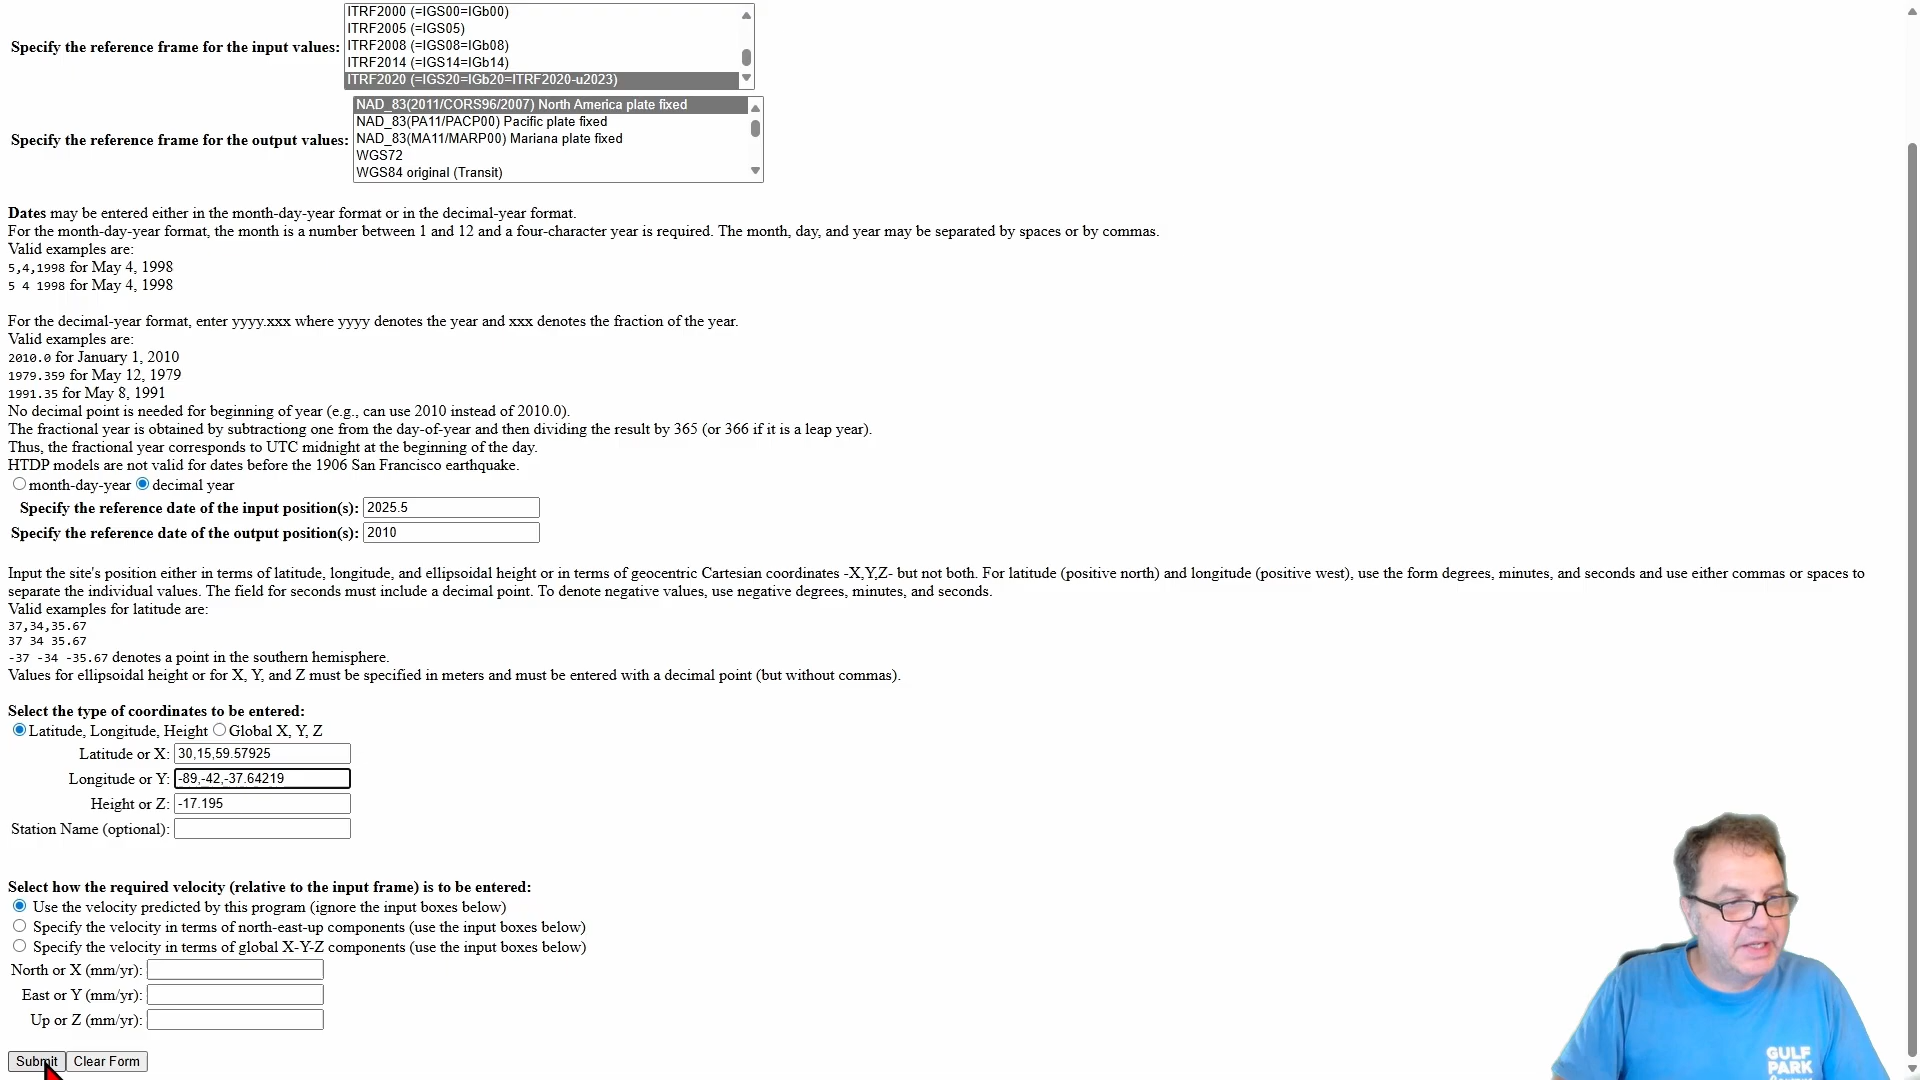 ITRF2000 (=IGS00=IGb00)
ITRF2005 (=IGS05)
Specify the reference frame for the input values:
ITRF2008 (=IGS08=IGb08)
ITRF2014 (=IGS14=IGb14)
ITRF2020 (=IGS20=IGb20=ITRF2020-u2023)
NAD_83(2011/CORS96/2007) North America plate fixed
NAD_83(PA11/PACP00) Pacific plate fixed
Specify the reference frame for the output values:
NAD_83(MA11/MARP00) Mariana plate fixed
WGS72
WGS84 original (Transit)
Dates may be entered either in the month-day-year format or in the decimal-year format.
For the month-day-year format, the month is a number between 1 and 12 and a four-character year is required. The month, day, and year may be separated by spaces or by commas.
Valid examples are:
5,4,1998 for May 4, 1998
5 4 1998 for May 4, 1998
For the decimal-year format, enter yyyy.xxx where yyyy denotes the year and xxx denotes the fraction of the year.
Valid examples are:
2010.0 for January 1, 2010
1979.359 for May 12, 1979
1991.35 for May 8, 1991
No decimal point is needed for beginning of year (e.g., can use 2010 instead of 2010.0).
The fractional year is obtained by subtractiong one from the day-of-year and then dividing the result by 365 (or 366 if it is a leap year).
Thus, the fractional year corresponds to UTC midnight at the beginning of the day.
HTDP models are not valid for dates before the 1906 San Francisco earthquake.
month-day-year decimal year
Specify the reference date of the input position(s): 2025.5
Specify the reference date of the output position(s): 2010
Input the site's position either in terms of latitude, longitude, and ellipsoidal height or in terms of geocentric Cartesian coordinates -X,Y,Z- but not both. For latitude (positive north) and longitude (positive west), use the form degrees, minutes, and seconds and use either commas or spaces to
separate the individual values. The field for seconds must include a decimal point. To denote negative values, use negative degrees, minutes, and seconds.
Valid examples for latitude are:
37,34,35.67
37 34 35.67
-37 -34 -35.67 denotes a point in the southern hemisphere.
Values for ellipsoidal height or for X, Y, and Z must be specified in meters and must be entered with a decimal point (but without commas).
Select the type of coordinates to be entered:
Latitude, Longitude, Height Global X, Y, Z
Latitude or X: 30,15,59.57925
Longitude or Y: -89,-42,-37.64219
Height or Z: -17.195
Station Name (optional):
Select how the required velocity (relative to the input frame) is to be entered:
Use the velocity predicted by this program (ignore the input boxes below)
Specify the velocity in terms of north-east-up components (use the input boxes below)
Specify the velocity in terms of global X-Y-Z components (use the input boxes below)
North or X (mm/yr):
East or Y (mm/yr):
Up or Z (mm/yr):
Submit Clear Form
GULF
PARK